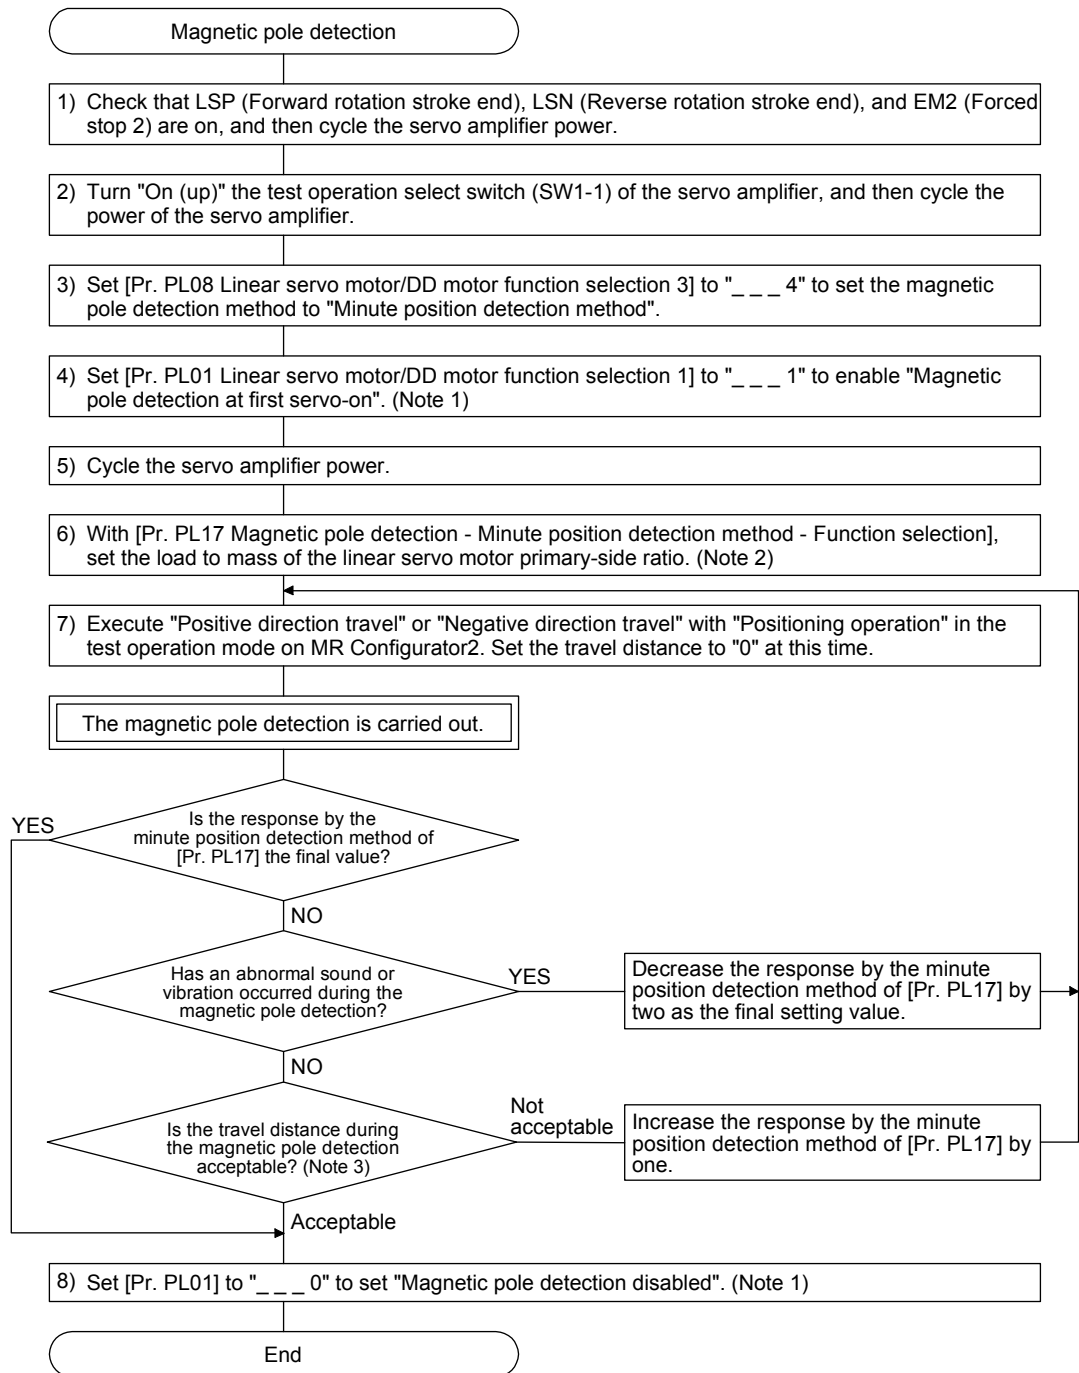 Magnetic pole detection
1) Check that LSP (Forward rotation stroke end), LSN (Reverse rotation stroke end), and EM2 (Forced
stop 2) are on, and then cycle the servo amplifier power.
2) Turn "On (up)" the test operation select switch (SW1-1) of the servo amplifier, and then cycle the
power of the servo amplifier.
3) Set [Pr. PL08 Linear servo motor/DD motor function selection 3] to "_ _ _ 4" to set the magnetic
pole detection method to "Minute position detection method".
4) Set [Pr. PL01 Linear servo motor/DD motor function selection 1] to "_ _ _ 1" to enable "Magnetic
pole detection at first servo-on". (Note 1)
5) Cycle the servo amplifier power.
6) With [Pr. PL17 Magnetic pole detection - Minute position detection method - Function selection],
set the load to mass of the linear servo motor primary-side ratio. (Note 2)
7) Execute "Positive direction travel" or "Negative direction travel" with "Positioning operation" in the
test operation mode on MR Configurator2. Set the travel distance to "0" at this time.
The magnetic pole detection is carried out.
YES
Is the response by the
minute position detection method of
[Pr. PL17] the final value?
NO
Has an abnormal sound or
vibration occurred during the
magnetic pole detection?
YES
Decrease the response by the minute
position detection method of [Pr. PL17] by
two as the final setting value.
NO
Is the travel distance during
the magnetic pole detection
acceptable? (Note 3)
Not
acceptable
Increase the response by the minute
position detection method of [Pr. PL17] by
one.
Acceptable
8) Set [Pr. PL01] to "_ _ _ 0" to set "Magnetic pole detection disabled". (Note 1)
End